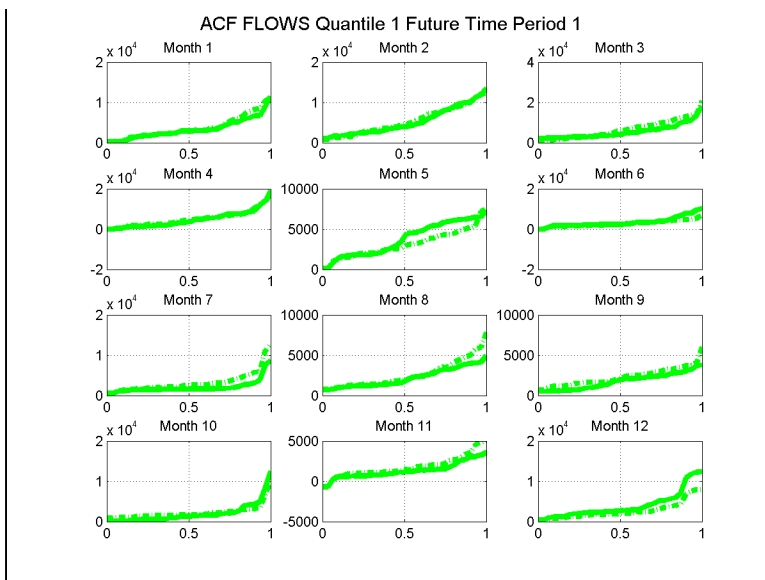 ACF FLOWS Quantile 1 Future Time Period 1
x 10^4 Month 1
2
1
0
0 0.5 1
x 10^4 Month 2
2
1
0
0 0.5 1
x 10^4 Month 3
4
2
0
0 0.5 1
x 10^4 Month 4
2
0
-2
0 0.5 1
Month 5
10000
5000
0
0 0.5 1
x 10^4 Month 6
2
0
-2
0 0.5 1
x 10^4 Month 7
2
1
0
0 0.5 1
Month 8
10000
5000
0
0 0.5 1
Month 9
10000
5000
0
0 0.5 1
x 10^4 Month 10
2
1
0
0 0.5 1
Month 11
5000
0
-5000
0 0.5 1
x 10^4 Month 12
2
1
0
0 0.5 1